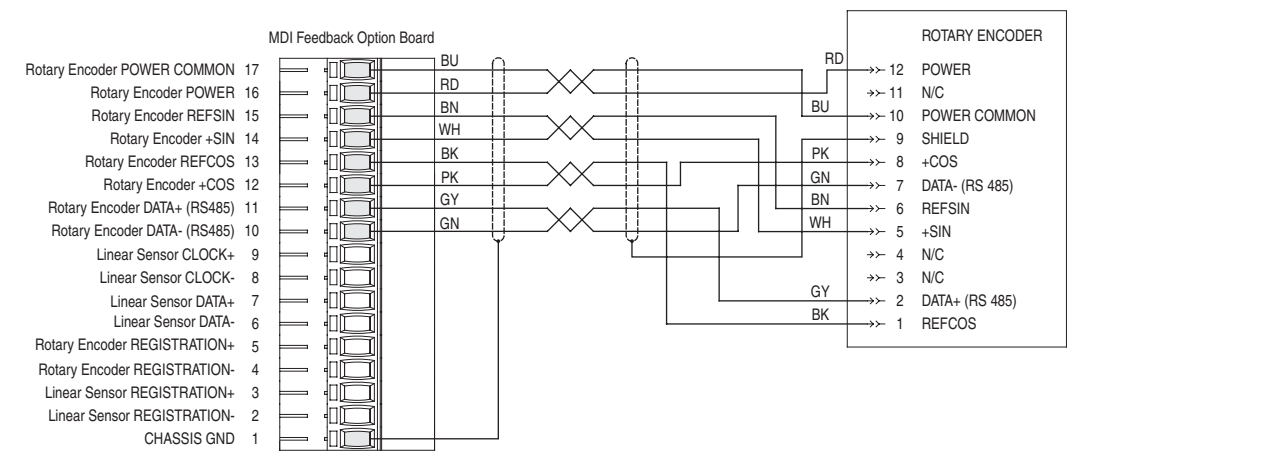 MDI Feedback Option Board
ROTARY ENCODER
Rotary Encoder POWER COMMON 17 BU RD 12 POWER
Rotary Encoder POWER 16 RD 11 N/C
Rotary Encoder REFSIN 15 BN BU 10 POWER COMMON
Rotary Encoder +SIN 14 WH 9 SHIELD
Rotary Encoder REFCOS 13 BK PK 8 +COS
Rotary Encoder +COS 12 PK GN 7 DATA- (RS 485)
Rotary Encoder DATA+ (RS485) 11 GY BN 6 REFSIN
Rotary Encoder DATA- (RS485) 10 GN WH 5 +SIN
Linear Sensor CLOCK+ 9 4 N/C
Linear Sensor CLOCK- 8 3 N/C
Linear Sensor DATA+ 7 GY 2 DATA+ (RS 485)
Linear Sensor DATA- 6 BK 1 REFCOS
Rotary Encoder REGISTRATION+ 5
Rotary Encoder REGISTRATION- 4
Linear Sensor REGISTRATION+ 3
Linear Sensor REGISTRATION- 2
CHASSIS GND 1